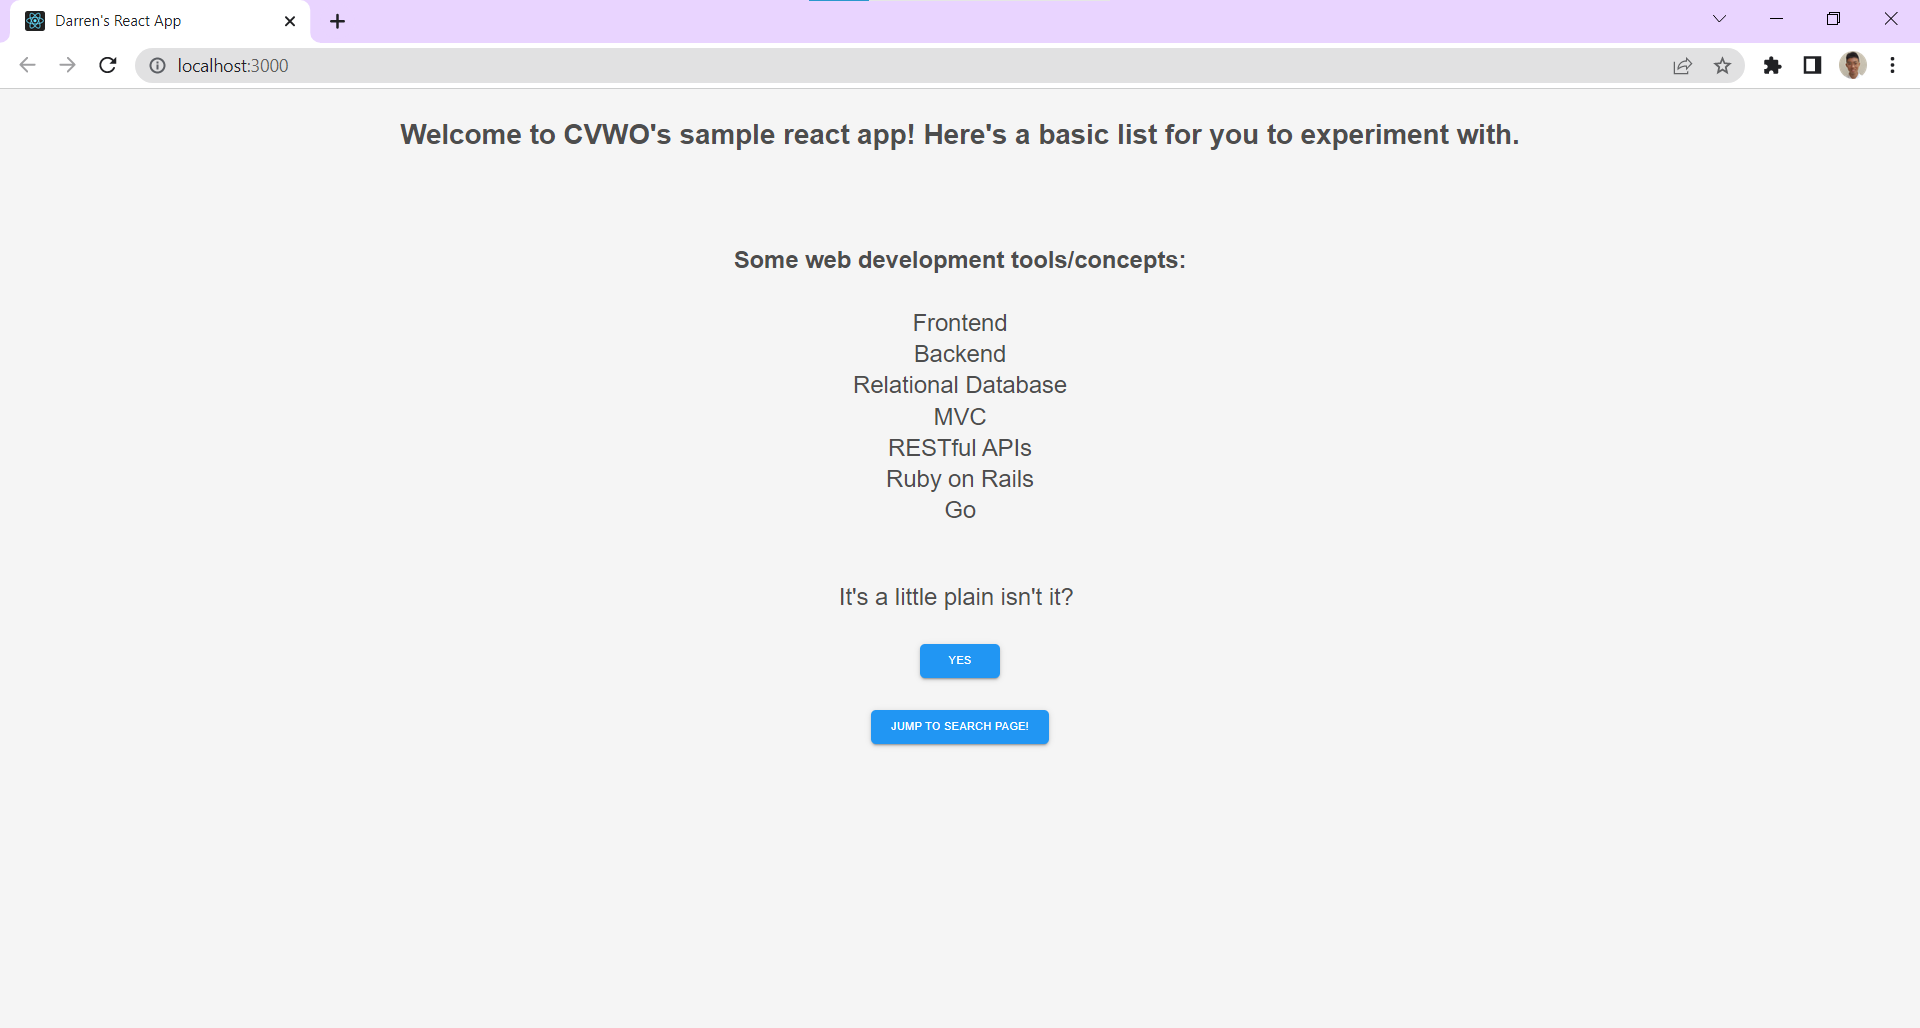 Darren's React App
localhost:3000
Welcome to CVWO's sample react app! Here's a basic list for you to experiment with.
Some web development tools/concepts:
Frontend
Backend
Relational Database
MVC
RESTful APIs
Ruby on Rails
Go
It's a little plain isn't it?
YES
JUMP TO SEARCH PAGE!